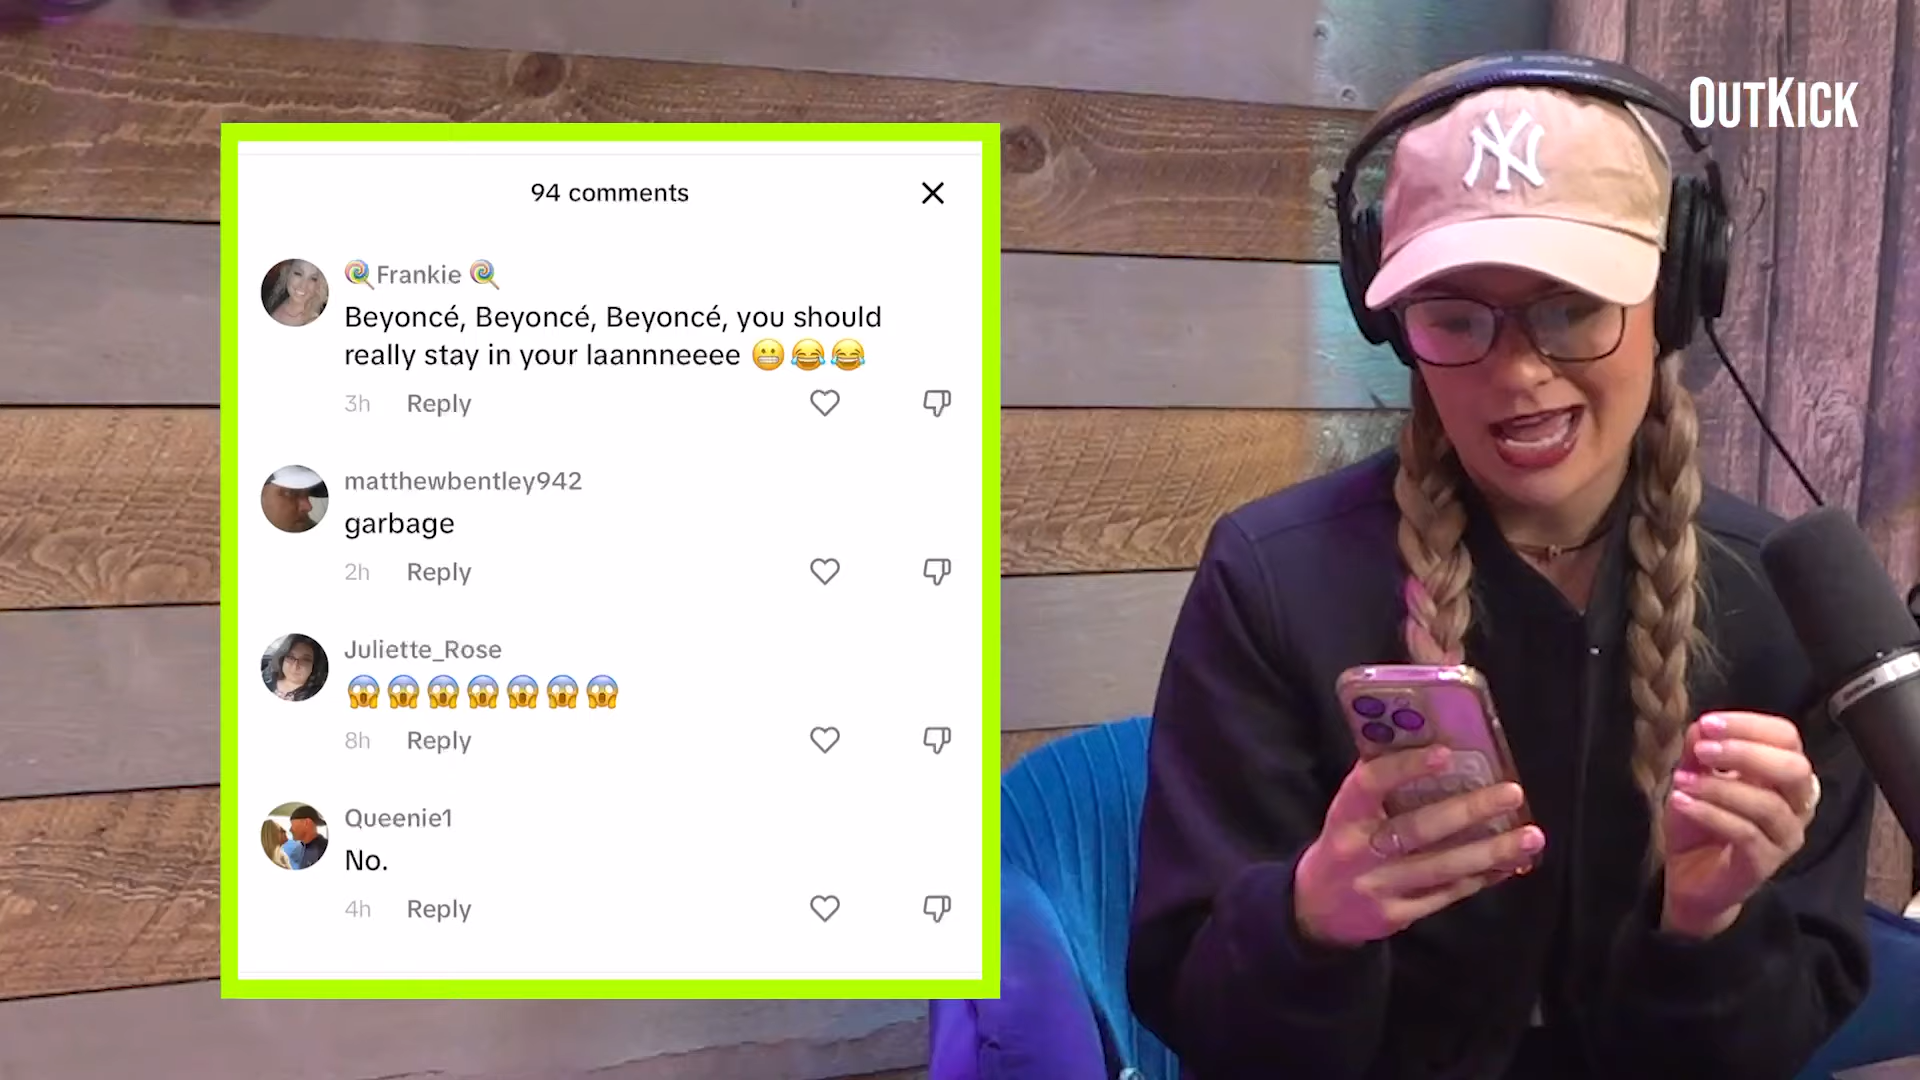 OUTKICK
NY
94 comments
🍭Frankie 🍭
Beyoncé, Beyoncé, Beyoncé, you should
really stay in your laannneeee 😬😂😂
3h Reply
matthewbentley942
garbage
2h Reply
Juliette_Rose
😱😱😱😱😱😱😱
8h Reply
Queenie1
No.
4h Reply